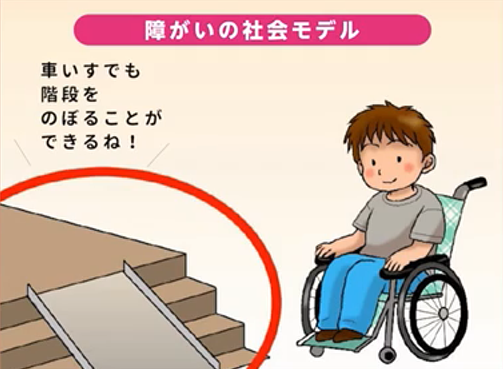 障がいの社会モデル
車いすでも
階段を
のぼることが
できるね！